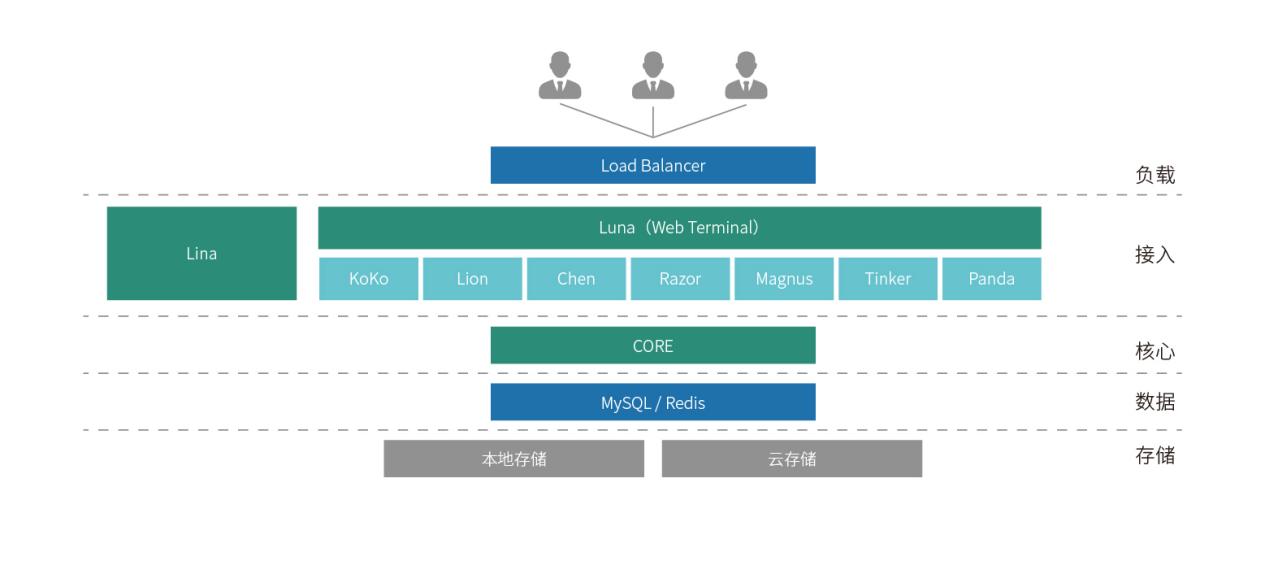 Load Balancer
负载
Lina
Luna（Web Terminal）
接入
KoKo
Lion
Chen
Razor
Magnus
Tinker
Panda
CORE
核心
MySQL / Redis
数据
本地存储
云存储
存储